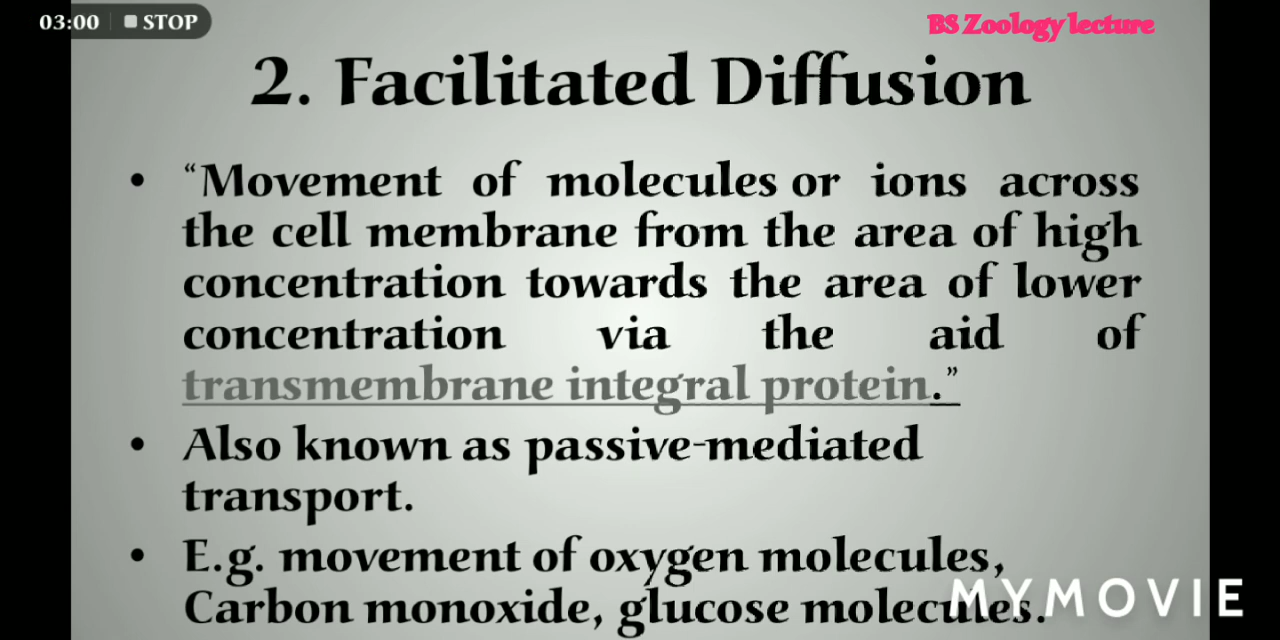 03:00 STOP
BS Zoology lecture
2. Facilitated Diffusion
• “Movement of molecules or ions across
the cell membrane from the area of high
concentration towards the area of lower
concentration via the aid of
transmembrane integral protein.”
• Also known as passive-mediated
transport.
• E.g. movement of oxygen molecules,
Carbon monoxide, glucose molecules.
MYMOVIE